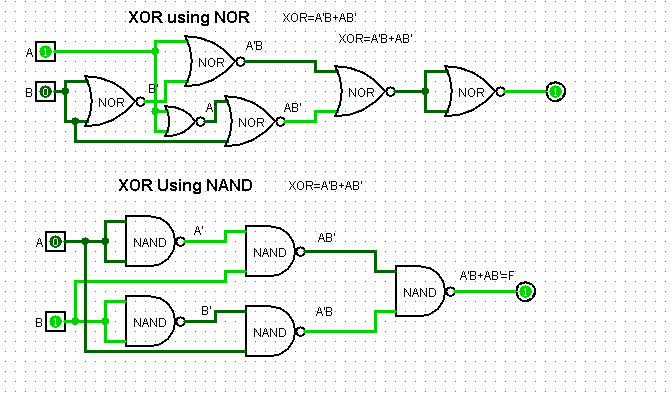 XOR using NOR XOR=A'B+AB'
XOR=A'B+AB'
A 1 NOR A'B
B 0 NOR B' NOR NOR 1
A NOR AB'
XOR Using NAND XOR=A'B+AB'
A 0 NAND A' NAND AB'
NAND A'B+AB'=F 1
B 1 NAND B' NAND A'B